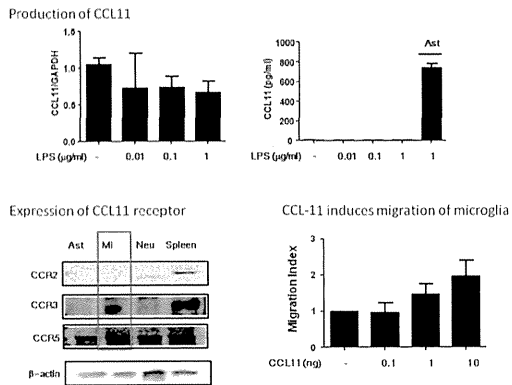 Production of CCL11
CCL11/GAPDH
1.5
1.0
0.5
0.0
LPS (μg/ml) - 0.01 0.1 1
CCL11 (pg/ml)
1000
800
600
400
200
0
Ast
LPS (μg/ml) - 0.01 0.1 1 1
Expression of CCL11 receptor
Ast MI Neu Spleen
CCR2
CCR3
CCR5
β-actin
CCL-11 induces migration of microglia
Migration Index
3
2
1
0
CCL11(ng) - 0.1 1 10